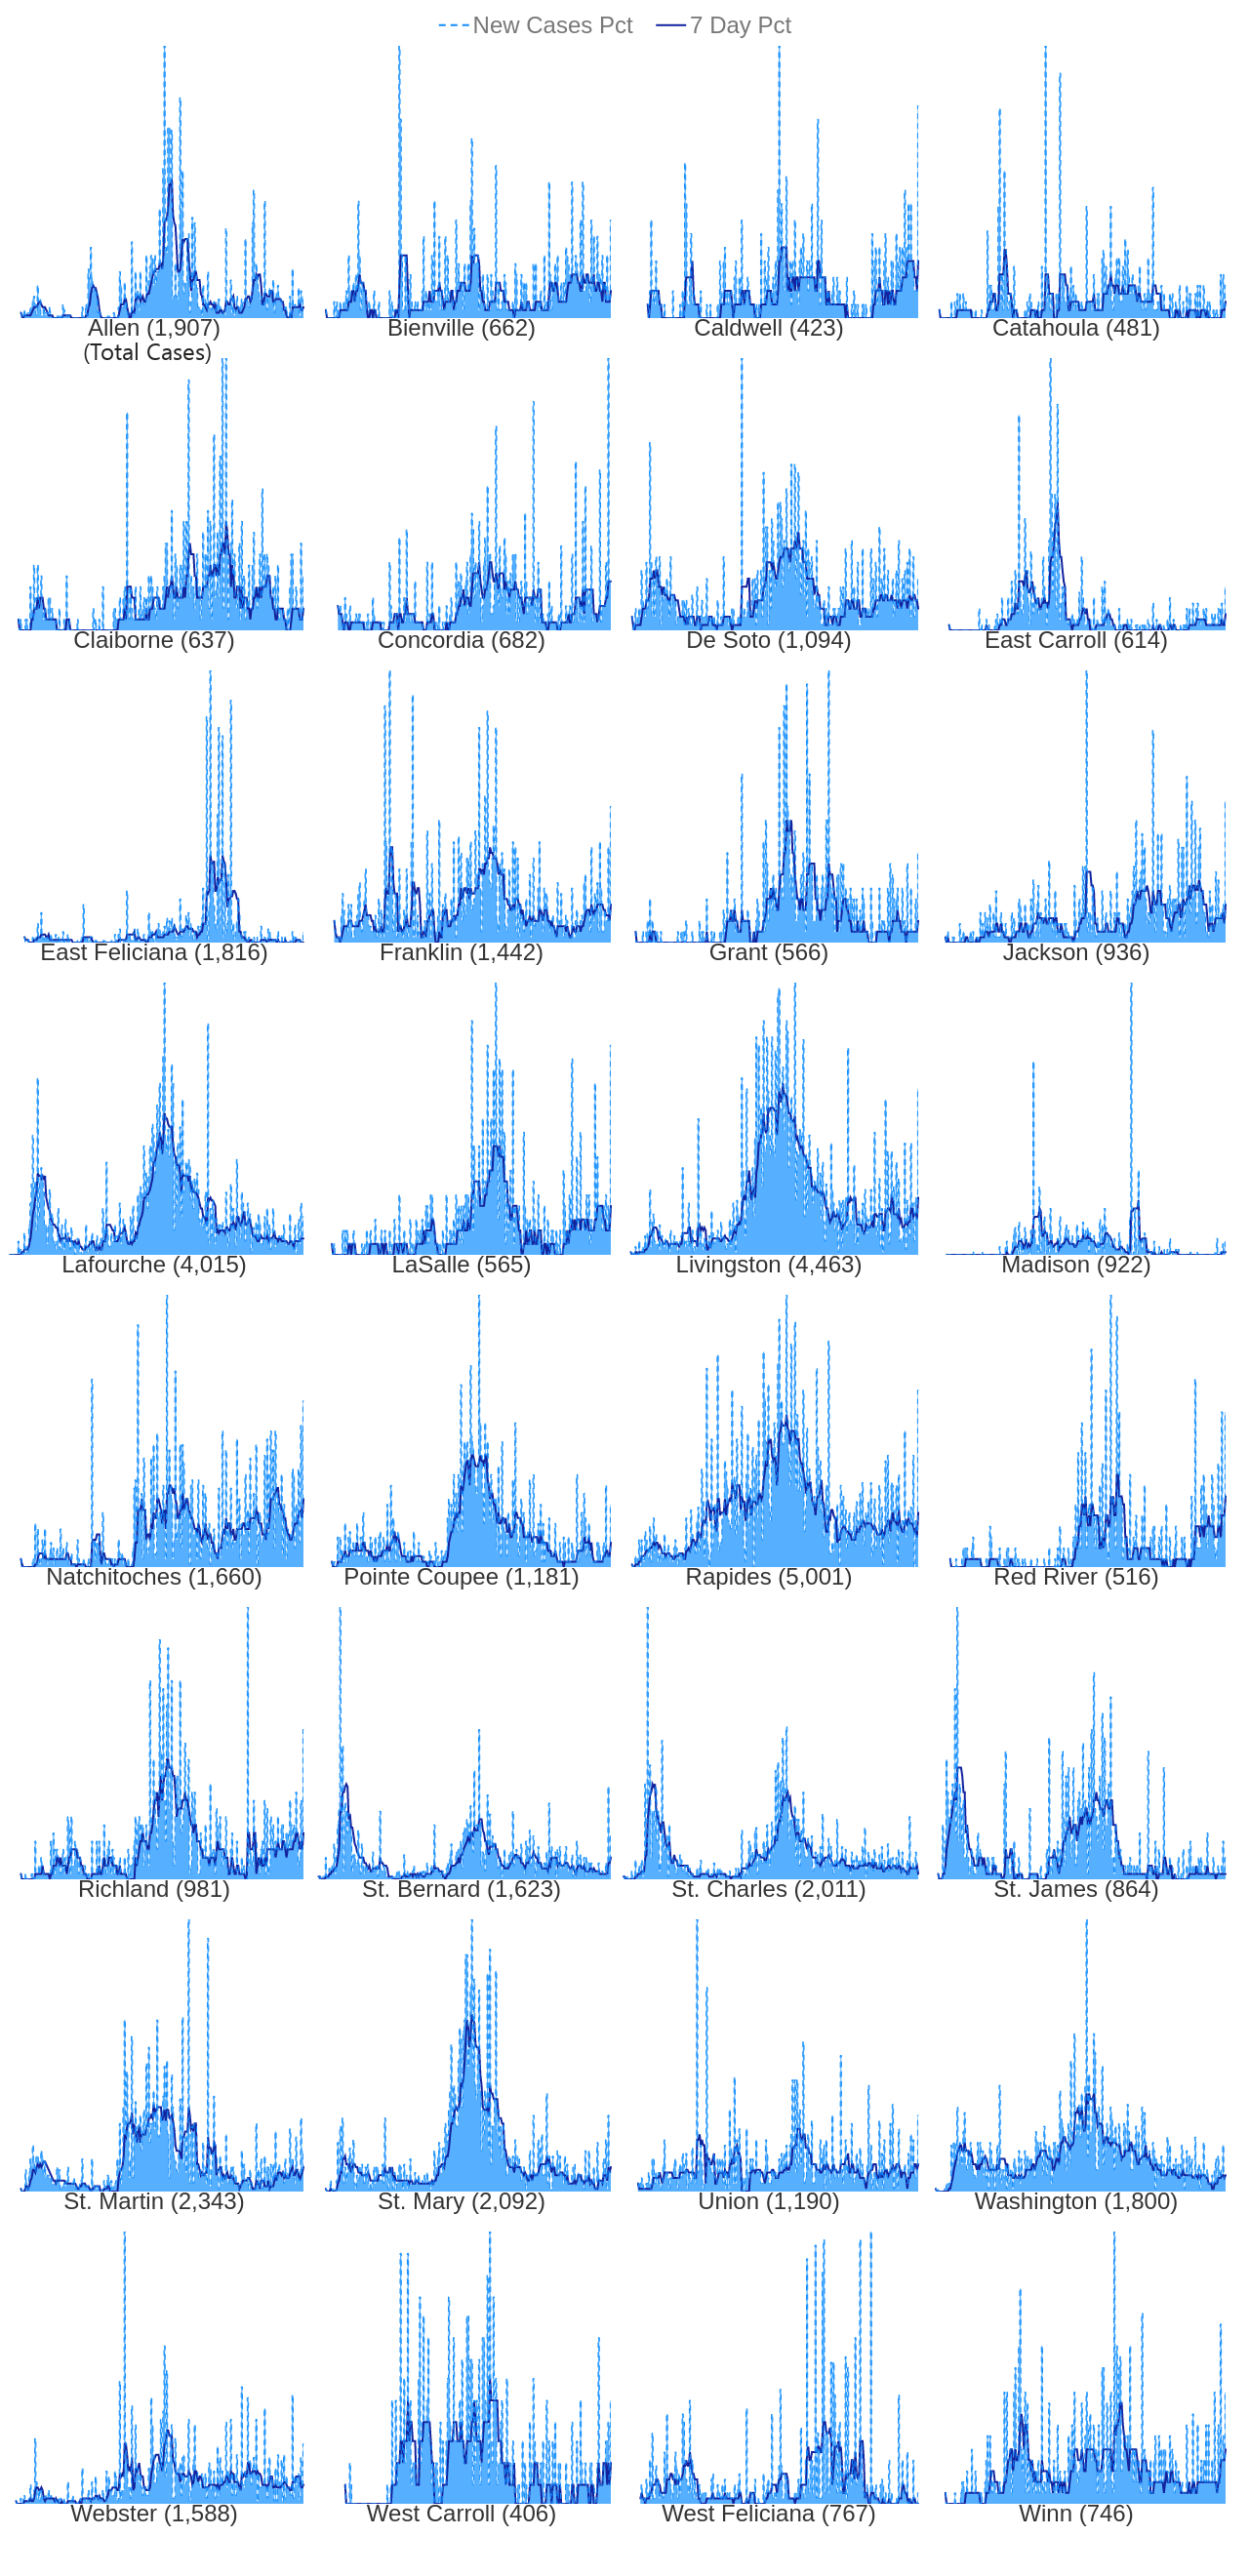 New Cases Pct 7 Day Pct
Allen (1,907) Bienville (662) Caldwell (423) Catahoula (481)
(Total Cases)
Claiborne (637) Concordia (682) De Soto (1,094) East Carroll (614)
East Feliciana (1,816) Franklin (1,442) Grant (566) Jackson (936)
Lafourche (4,015) LaSalle (565) Livingston (4,463) Madison (922)
Natchitoches (1,660) Pointe Coupee (1,181) Rapides (5,001) Red River (516)
Richland (981) St. Bernard (1,623) St. Charles (2,011) St. James (864)
St. Martin (2,343) St. Mary (2,092) Union (1,190) Washington (1,800)
Webster (1,588) West Carroll (406) West Feliciana (767) Winn (746)